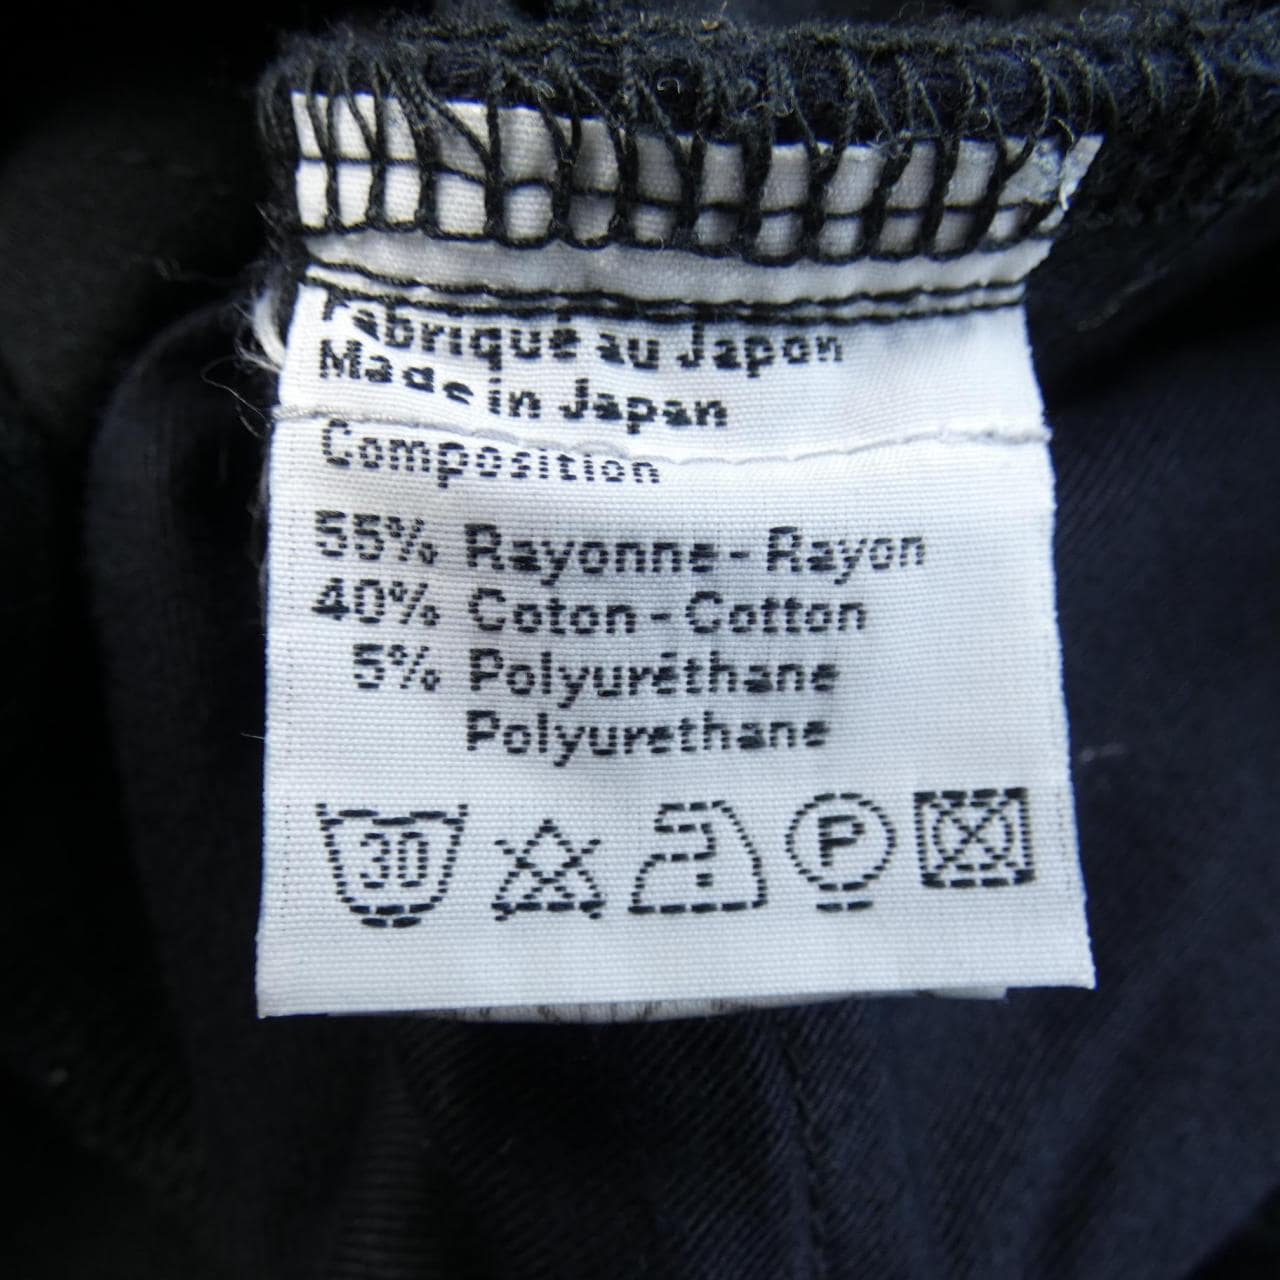 Fabriqué au Japon
Made in Japan
Composition
55% Rayonne - Rayon
40% Coton - Cotton
5% Polyuréthane
Polyurethane
30 P